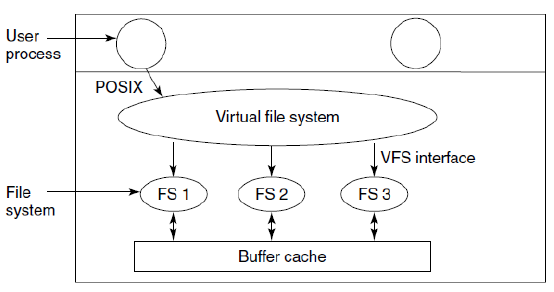 User
process
POSIX
Virtual file system
VFS interface
File
system
FS 1
FS 2
FS 3
Buffer cache